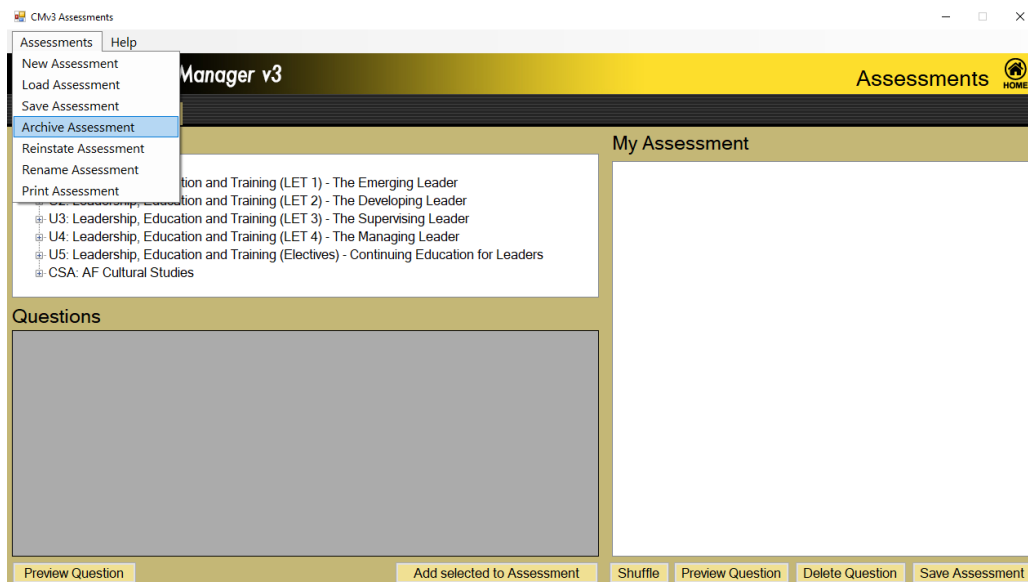 CMv3 Assessments
Assessments Help
New Assessment
Load Assessment
Save Assessment
Archive Assessment
Reinstate Assessment
Rename Assessment
Print Assessment
Manager v3
Assessments
HOME
tion and Training (LET 1) - The Emerging Leader
U2: Leadership, Education and Training (LET 2) - The Developing Leader
U3: Leadership, Education and Training (LET 3) - The Supervising Leader
U4: Leadership, Education and Training (LET 4) - The Managing Leader
U5: Leadership, Education and Training (Electives) - Continuing Education for Leaders
CSA: AF Cultural Studies
Questions
Preview Question Add selected to Assessment
My Assessment
Shuffle Preview Question Delete Question Save Assessment